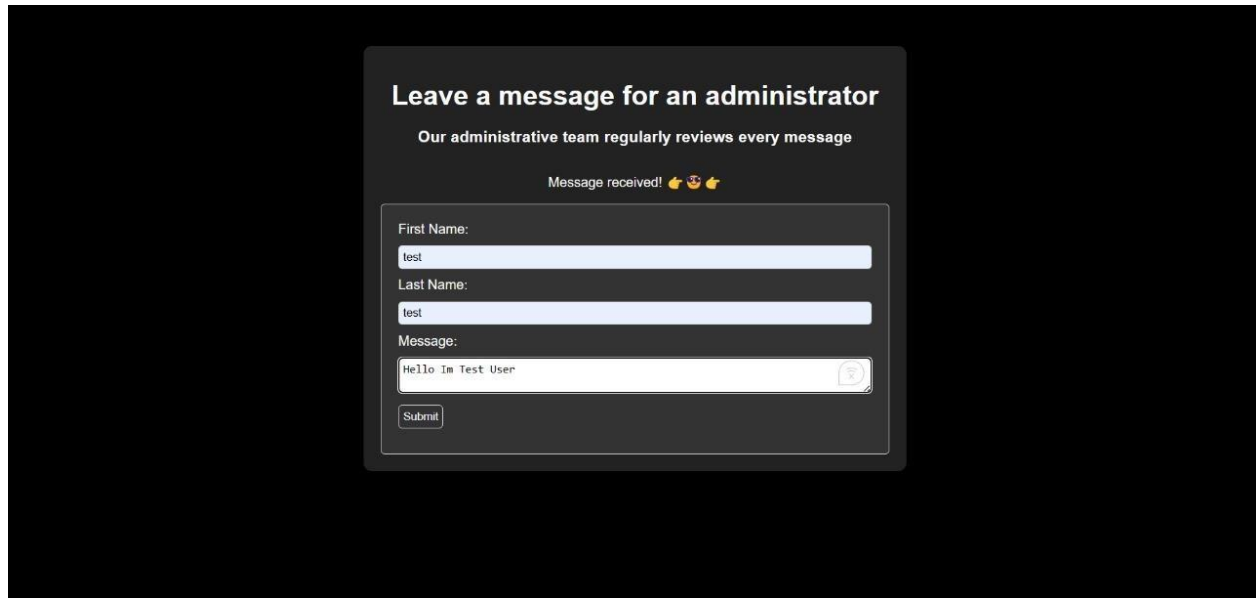 Leave a message for an administrator
Our administrative team regularly reviews every message
Message received! 👉😎👉
First Name:
test
Last Name:
test
Message:
Hello Im Test User
Submit